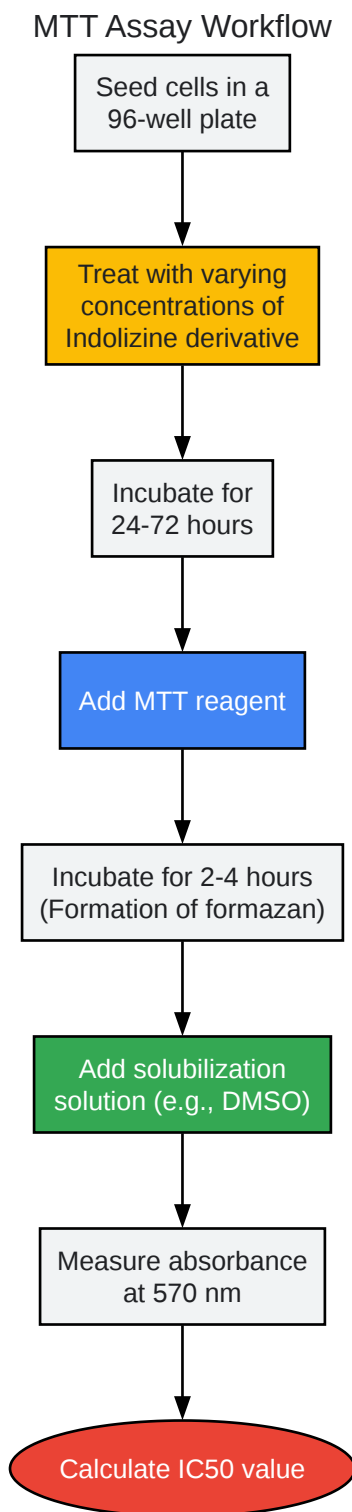 MTT Assay Workflow
Seed cells in a
96-well plate
Treat with varying
concentrations of
Indolizine derivative
Incubate for
24-72 hours
Add MTT reagent
Incubate for 2-4 hours
(Formation of formazan)
Add solubilization
solution (e.g., DMSO)
Measure absorbance
at 570 nm
Calculate IC50 value